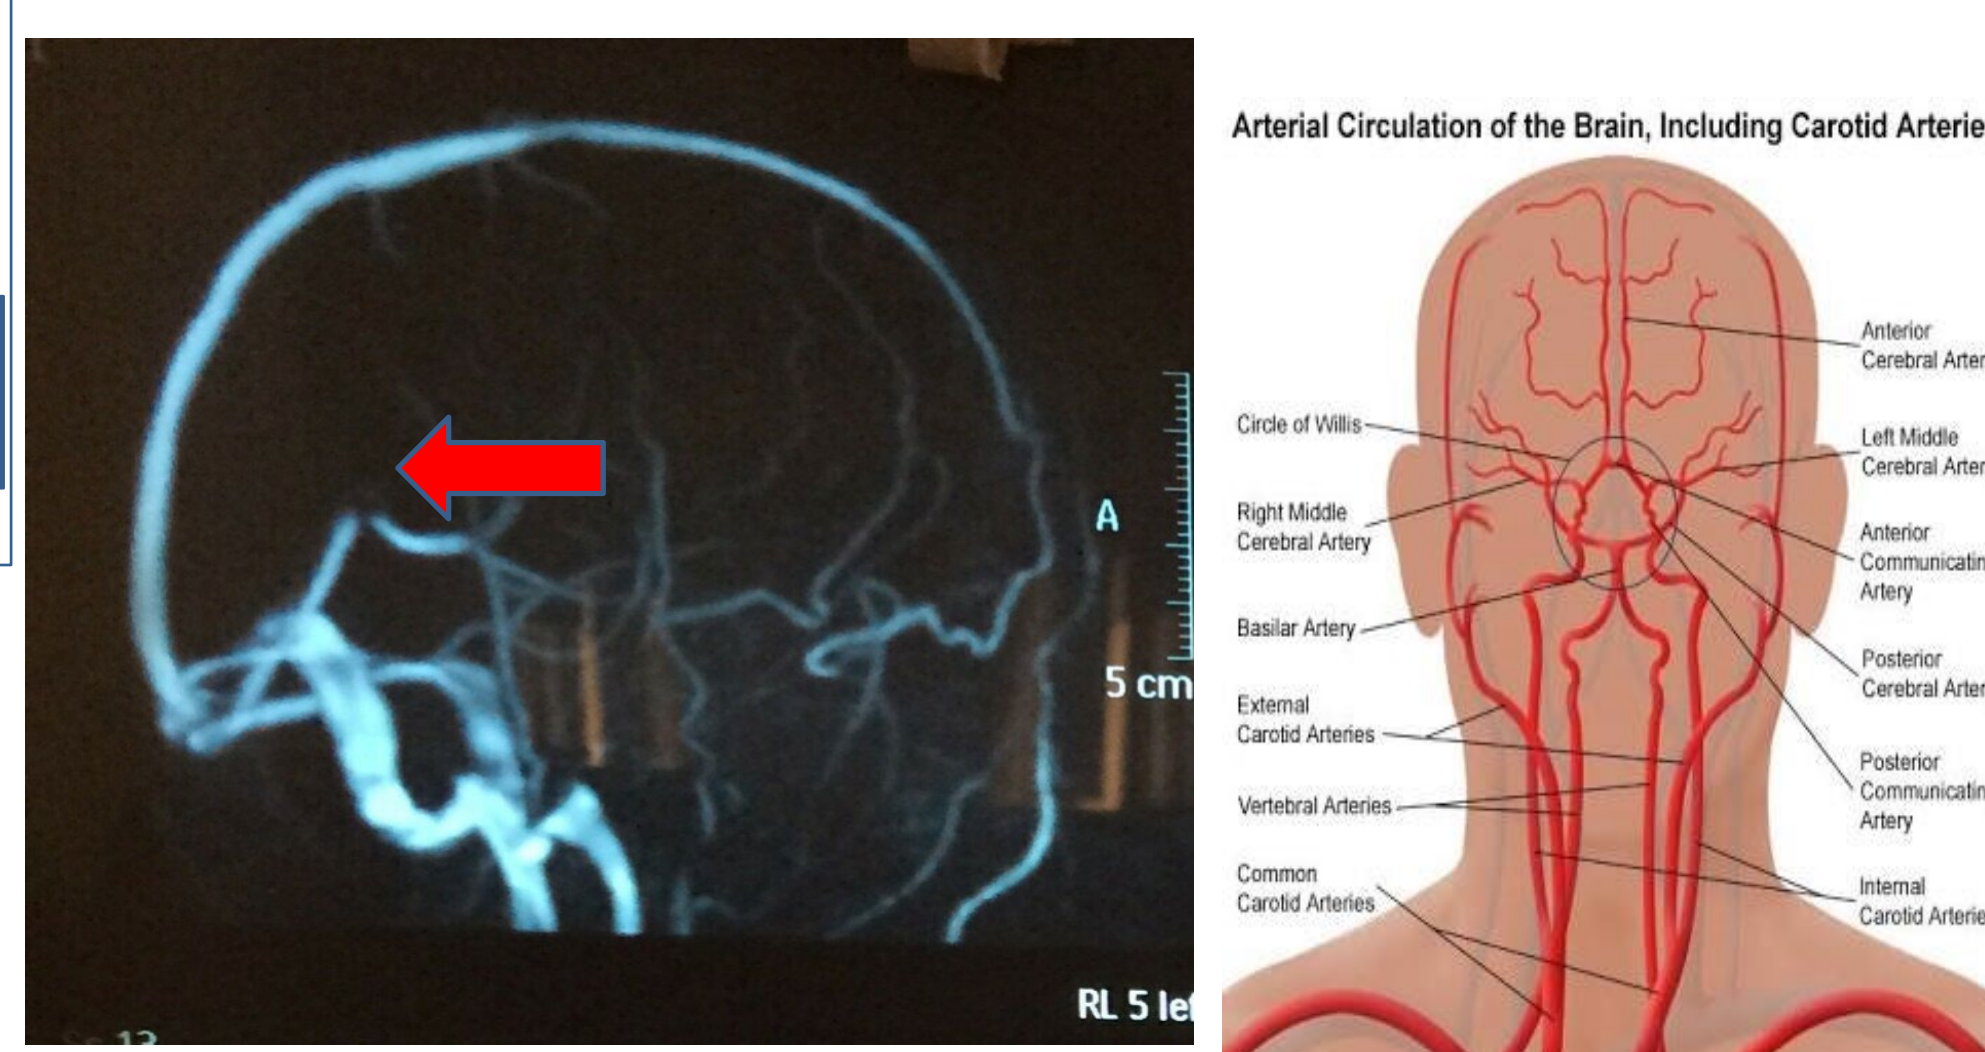 A
5 cm
RL 5
13
Arterial Circulation of the Brain, Including Carotid Arterie
Circle of Willis
Right Middle
Cerebral Artery
Basilar Artery
External
Carotid Arteries
Vertebral Arteries
Common
Carotid Arteries
Anterior
Cerebral Arter
Left Middle
Cerebral Arter
Anterior
Communicatin
Artery
Posterior
Cerebral Arter
Posterior
Communicatin
Artery
Internal
Carotid Arterie